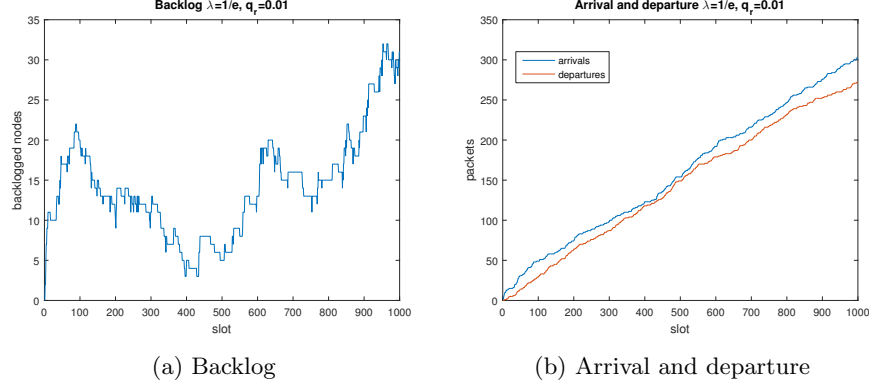 Backlog λ=1/e, q_r=0.01
35
30
25
20
15
10
5
0
backlogged nodes
0 100 200 300 400 500 600 700 800 900 1000
slot
(a) Backlog
Arrival and departure λ=1/e, q_r=0.01
arrivals
departures
350
300
250
200
150
100
50
0
packets
0 100 200 300 400 500 600 700 800 900 1000
slot
(b) Arrival and departure